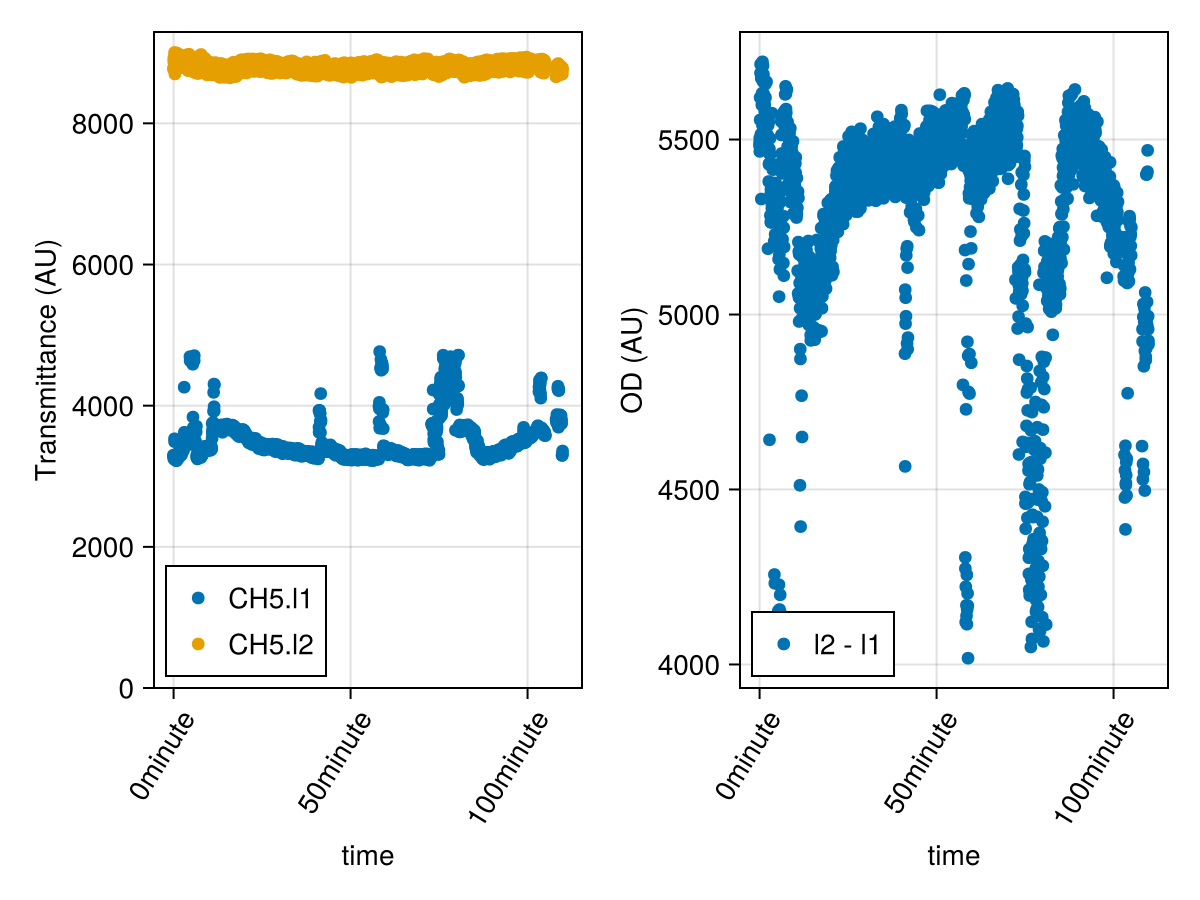 Transmittance (AU)
8000
6000
4000
2000
0
CH5.I1
CH5.I2
0minute
50minute
100minute
time
OD (AU)
5500
5000
4500
4000
I2 - I1
0minute
50minute
100minute
time